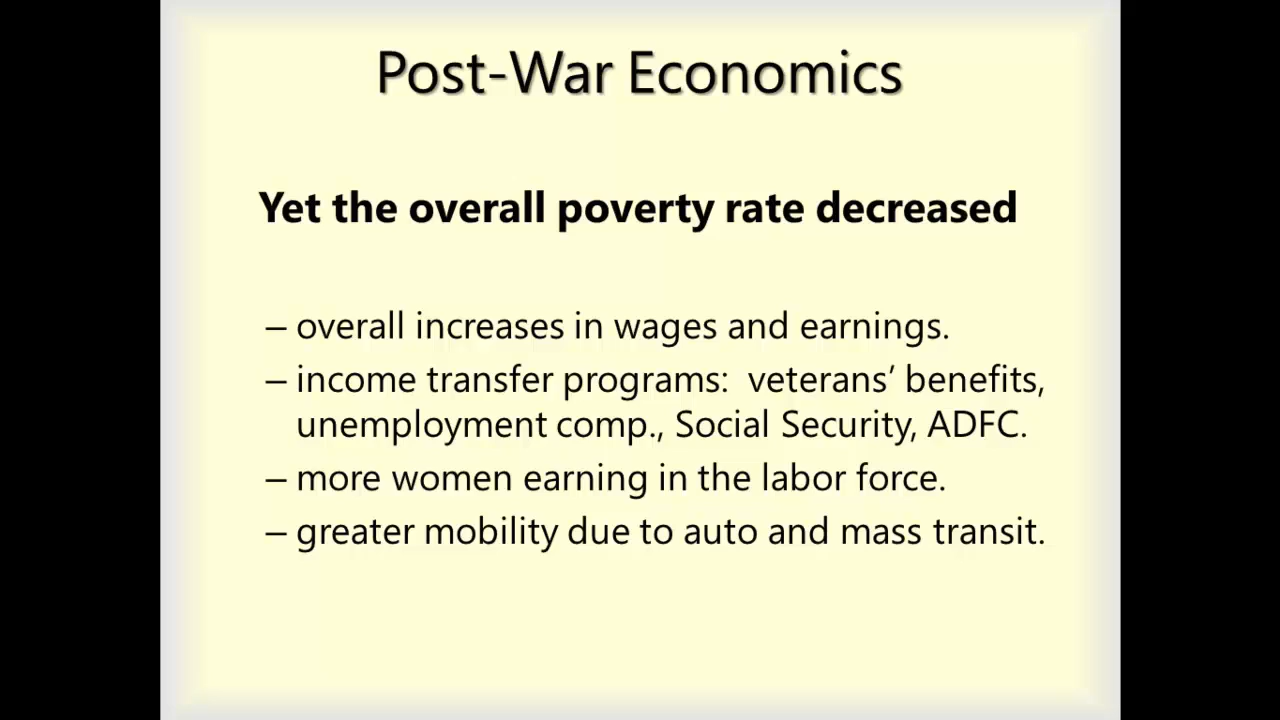 Post-War Economics
Yet the overall poverty rate decreased
– overall increases in wages and earnings.
– income transfer programs:  veterans’ benefits,
unemployment comp., Social Security, ADFC.
– more women earning in the labor force.
– greater mobility due to auto and mass transit.